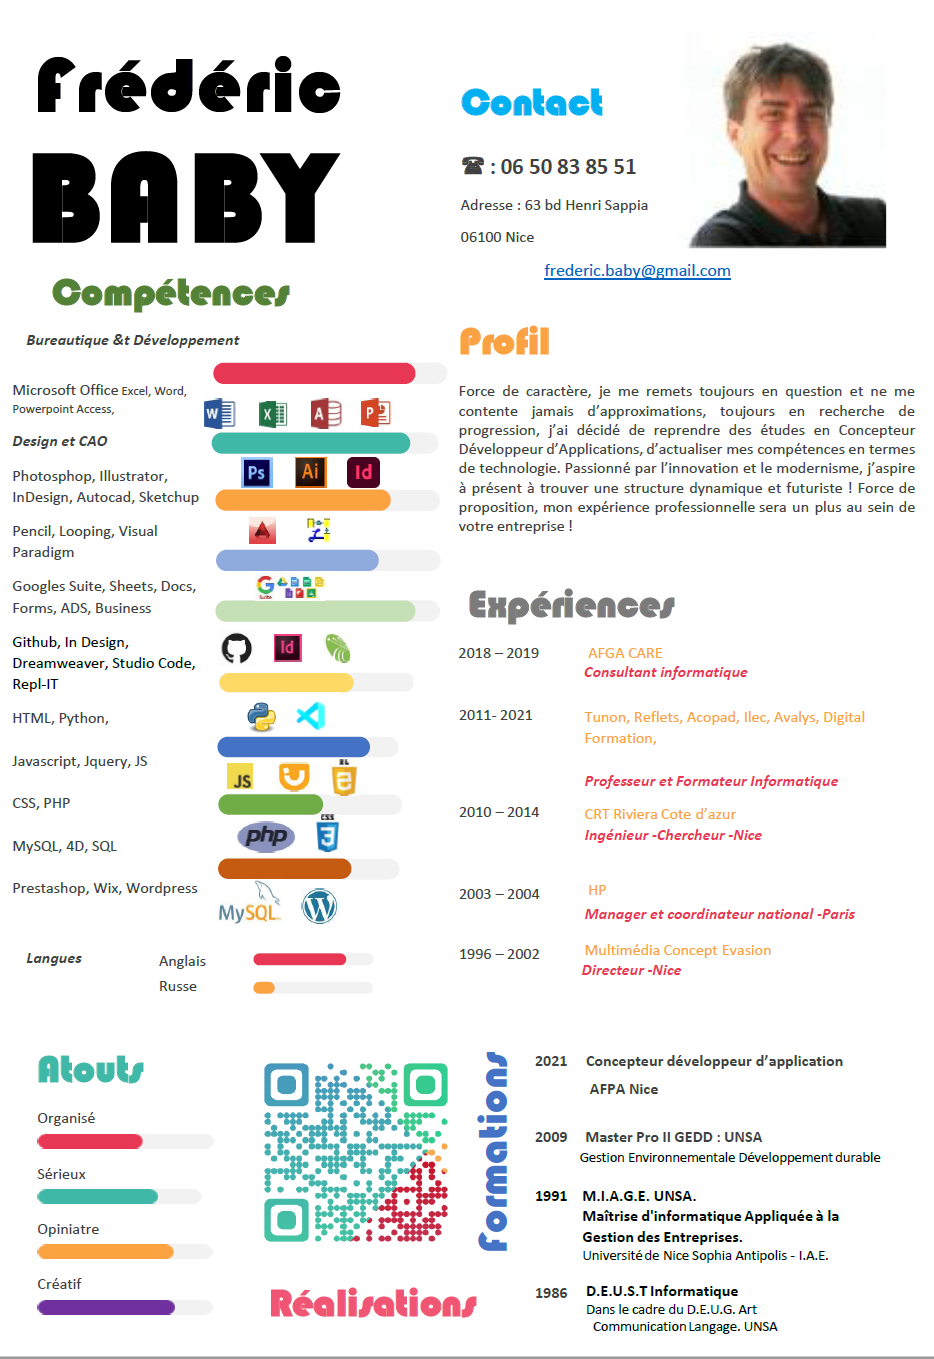 Frédéric
BABY
Contact
☎ : 06 50 83 85 51
Adresse : 63 bd Henri Sappia
06100 Nice
frederic.baby@gmail.com
Compétences
Bureautique &t Développement
Microsoft Office Excel, Word,
Powerpoint Access,
W X A P
Design et CAO
Photosphop, Illustrator,
InDesign, Autocad, Sketchup
Ps Ai Id
Pencil, Looping, Visual
Paradigm
Googles Suite, Sheets, Docs,
Forms, ADS, Business
G Suite
Github, In Design,
Dreamweaver, Studio Code,
Repl-IT
Id
HTML, Python,
Javascript, Jquery, JS
JS
CSS, PHP
php CSS 3
MySQL, 4D, SQL
Prestashop, Wix, Wordpress
MySQL W
Langues
Anglais
Russe
Profil
Force de caractère, je me remets toujours en question et ne me
contente jamais d’approximations, toujours en recherche de
progression, j’ai décidé de reprendre des études en Concepteur
Développeur d’Applications, d’actualiser mes compétences en termes
de technologie. Passionné par l’innovation et le modernisme, j’aspire
à présent à trouver une structure dynamique et futuriste ! Force de
proposition, mon expérience professionnelle sera un plus au sein de
votre entreprise !
Expériences
2018 – 2019 AFGA CARE
Consultant informatique
2011- 2021 Tunon, Reflets, Acopad, Ilec, Avalys, Digital
Formation,
Professeur et Formateur Informatique
2010 – 2014 CRT Riviera Cote d’azur
Ingénieur -Chercheur -Nice
2003 – 2004 HP
Manager et coordinateur national -Paris
1996 – 2002 Multimédia Concept Evasion
Directeur -Nice
Atouts
Organisé
Sérieux
Opiniatre
Créatif
Réalisations
Formations
2021 Concepteur développeur d’application
AFPA Nice
2009 Master Pro II GEDD : UNSA
Gestion Environnementale Développement durable
1991 M.I.A.G.E. UNSA.
Maîtrise d'informatique Appliquée à la
Gestion des Entreprises.
Université de Nice Sophia Antipolis - I.A.E.
1986 D.E.U.S.T Informatique
Dans le cadre du D.E.U.G. Art
Communication Langage. UNSA